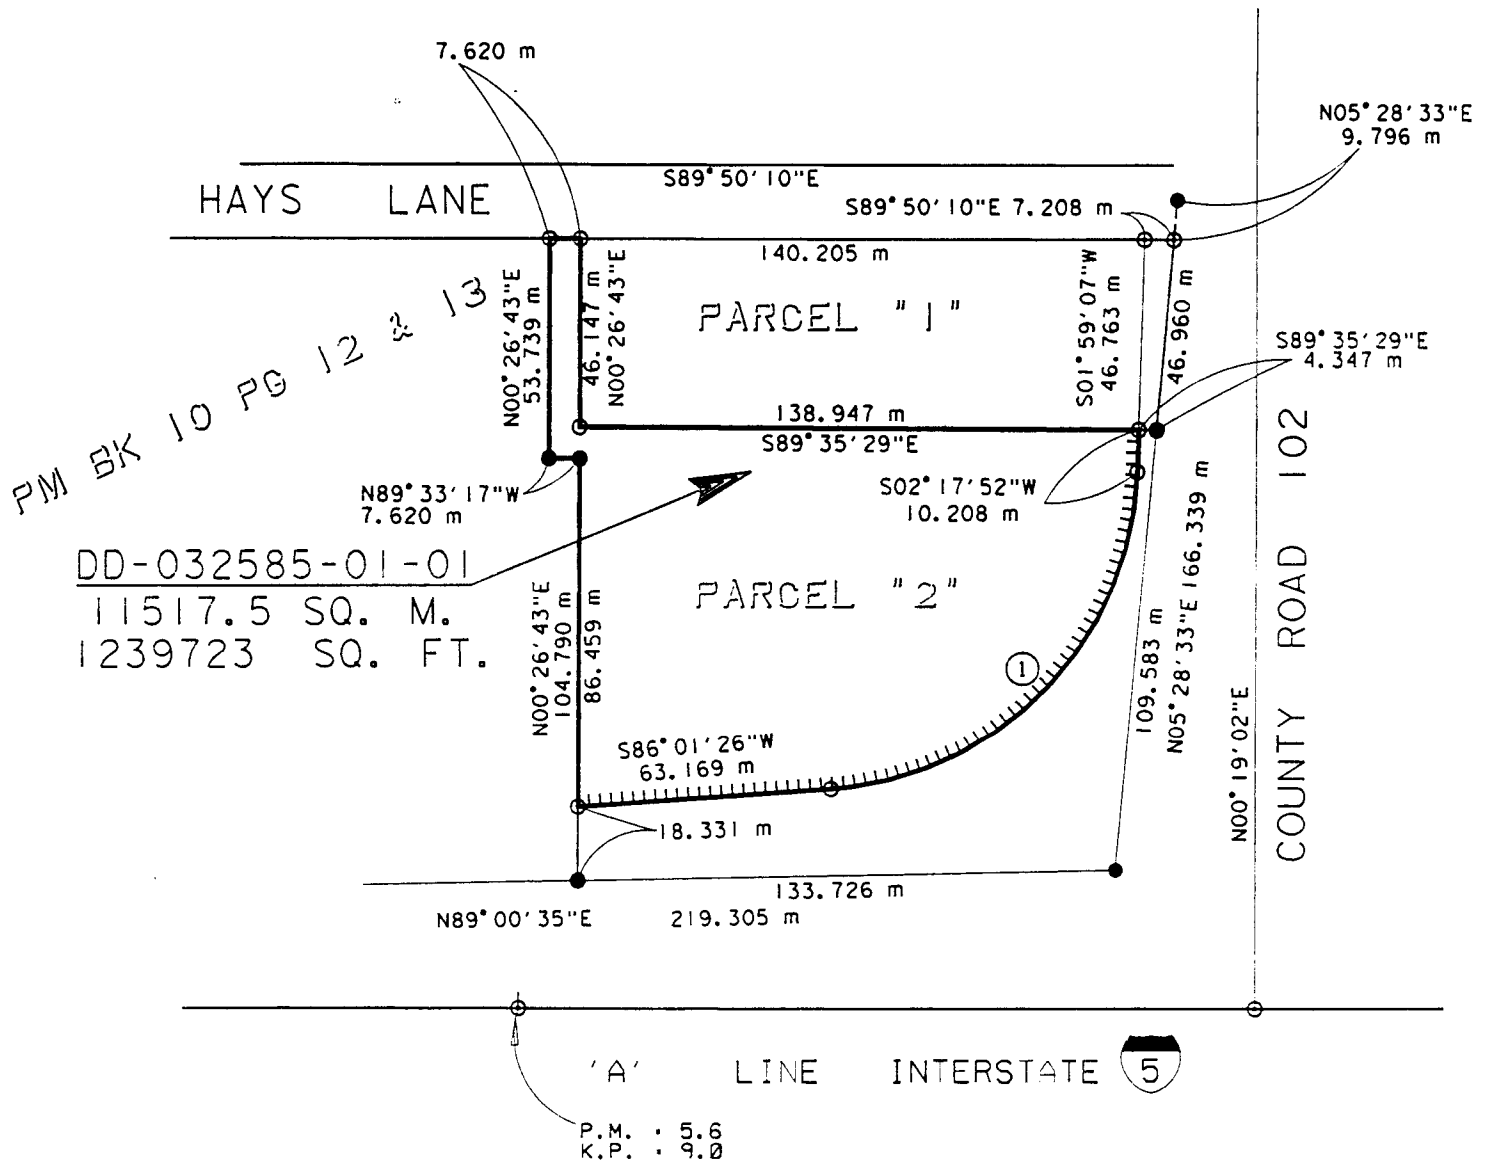 7.620 m
N05°28'33"E
9.796 m
S89°50'10"E
HAYS LANE
S89°50'10"E 7.208 m
140.205 m
N00°26'43"E
53.739 m
46.147 m
N00°26'43"E
PARCEL "1"
S01°59'07"W
46.763 m
46.960 m
S89°35'29"E
4.347 m
PM BK 10 PG 12 & 13
138.947 m
S89°35'29"E
N89°33'17"W
7.620 m
S02°17'52"W
10.208 m
DD-032585-01-01
11517.5 SQ. M.
1239723 SQ. FT.
PARCEL "2"
N00°26'43"E
104.790 m
86.459 m
1
109.583 m
N05°28'33"E 166.339 m
N00°19'02"E
COUNTY ROAD 102
S86°01'26"W
63.169 m
18.331 m
133.726 m
N89°00'35"E 219.305 m
'A' LINE INTERSTATE 5
P.M. : 5.6
K.P. : 9.0